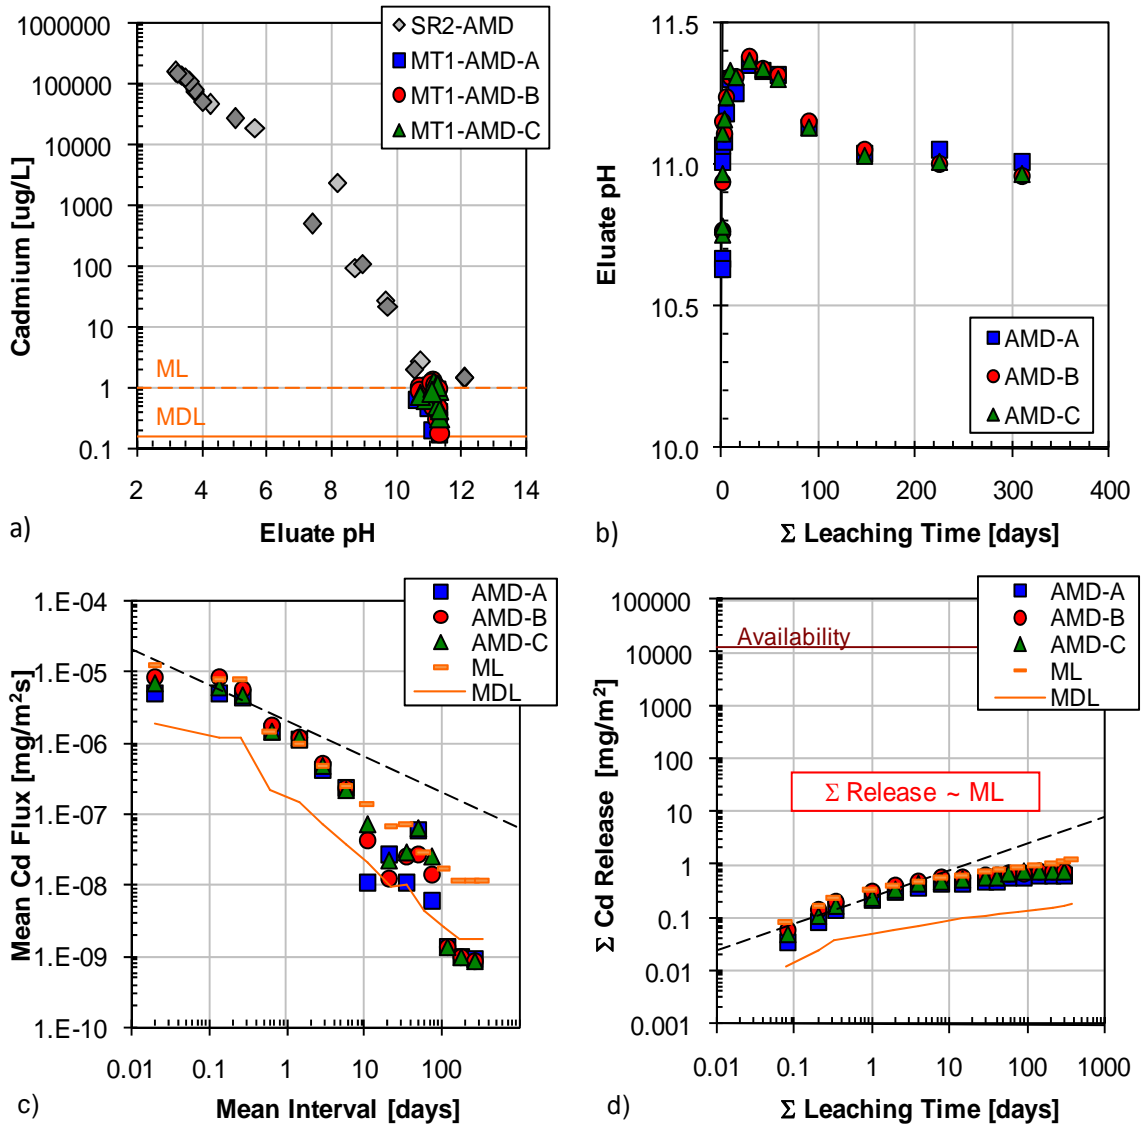 1000000
100000
10000
1000
100
10
1
0.1
Cadmium [ug/L]
SR2-AMD
MT1-AMD-A
MT1-AMD-B
MT1-AMD-C
ML
MDL
2 4 6 8 10 12 14
Eluate pH
a)
11.5
11.0
10.5
10.0
Eluate pH
AMD-A
AMD-B
AMD-C
0 100 200 300 400
Σ Leaching Time [days]
b)
1.E-04
1.E-05
1.E-06
1.E-07
1.E-08
1.E-09
1.E-10
Mean Cd Flux [mg/m²s]
AMD-A
AMD-B
AMD-C
ML
MDL
0.01 0.1 1 10 100
Mean Interval [days]
c)
100000
10000
1000
100
10
1
0.1
0.01
0.001
Σ Cd Release [mg/m²]
AMD-A
AMD-B
AMD-C
ML
MDL
Availability
Σ Release ~ ML
0.01 0.1 1 10 100 1000
Σ Leaching Time [days]
d)